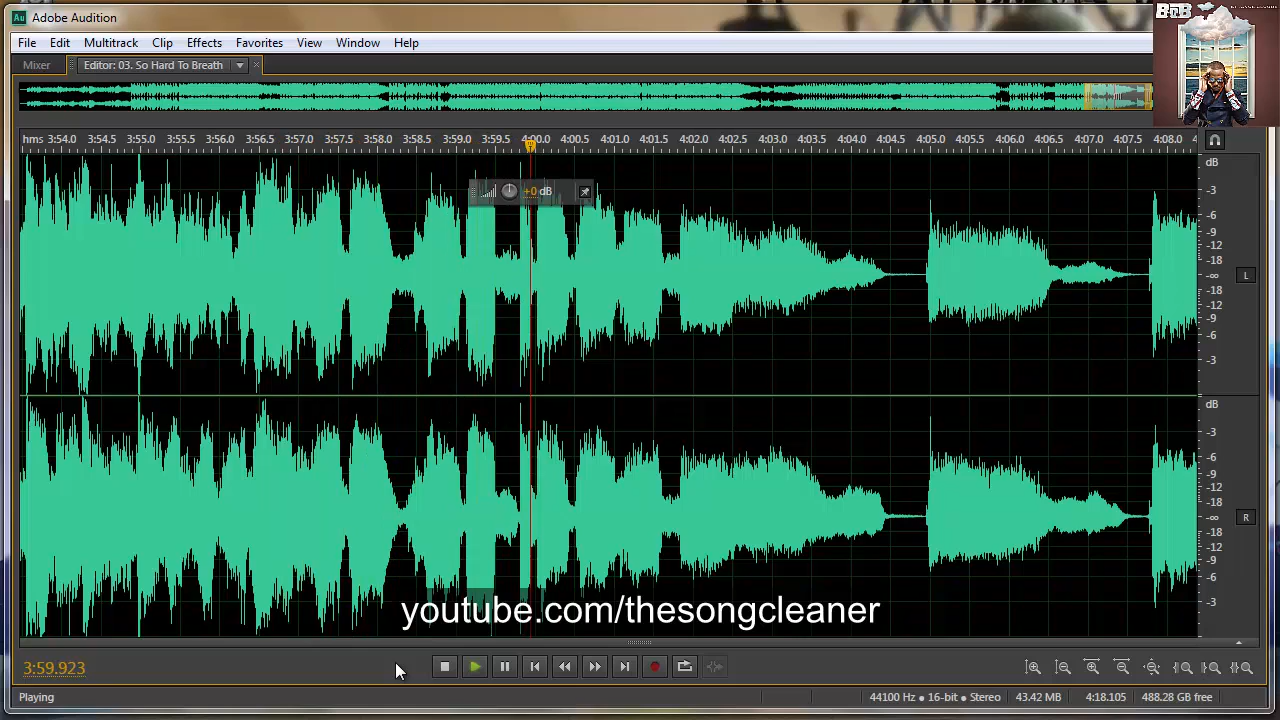 Au Adobe Audition
File Edit Multitrack Clip Effects Favorites View Window Help
Mixer Editor: 03. So Hard To Breath
B.o.B
hms 3:54.0 3:54.5 3:55.0 3:55.5 3:56.0 3:56.5 3:57.0 3:57.5 3:58.0 3:58.5 3:59.0 3:59.5 4:00.0 4:00.5 4:01.0 4:01.5 4:02.0 4:02.5 4:03.0 4:03.5 4:04.0 4:04.5 4:05.0 4:05.5 4:06.0 4:06.5 4:07.0 4:07.5 4:08.0
dB
-3
-6
-9
-12
-18
-∞
-18
-12
-9
-6
-3
L
+0 dB
dB
-3
-6
-9
-12
-18
-∞
-18
-12
-9
-6
-3
R
youtube.com/thesongcleaner
3:59.923
Playing
44100 Hz • 16-bit • Stereo 43.42 MB 4:18.105 488.28 GB free